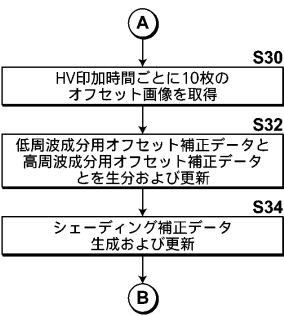 A
S30
HV印加時間ごとに10枚の
オフセット画像を取得
S32
低周波成分用オフセット補正データと
高周波成分用オフセット補正データ
とを生分および更新
S34
シェーディング補正データ
生成および更新
B